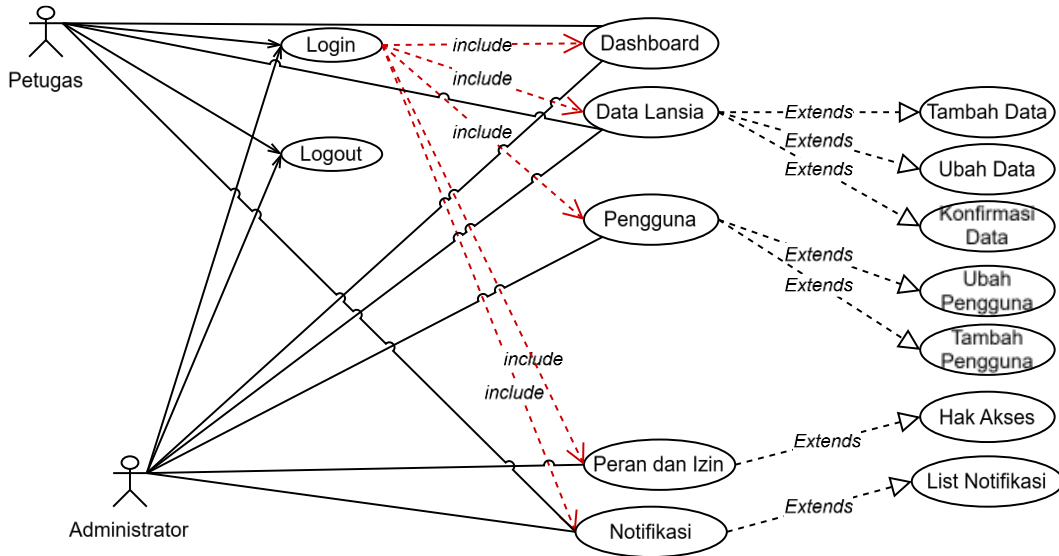 Petugas
Login
include
Dashboard
include
Data Lansia
Extends
Tambah Data
include
Extends
Ubah Data
Logout
Extends
Konfirmasi
Data
Pengguna
Extends
Ubah
Pengguna
Extends
Tambah
Pengguna
include
include
Hak Akses
Extends
Peran dan Izin
List Notifikasi
Extends
Administrator
Notifikasi